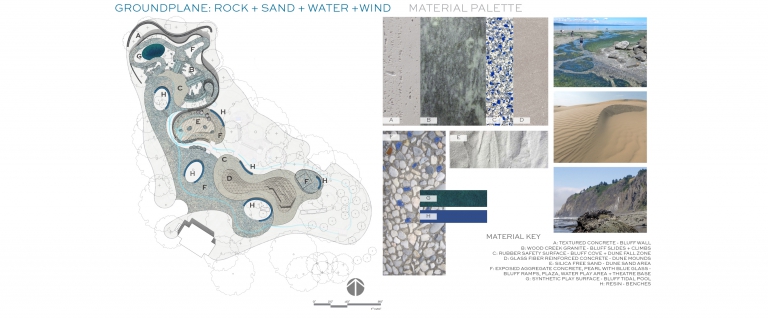 GROUNDPLANE: ROCK + SAND + WATER +WIND MATERIAL PALETTE
A
G
F
B
C
H
H
E
F
C
H
H
D
F
H
F
H
A
B
C
D
F
E
G
H
MATERIAL KEY
A: TEXTURED CONCRETE - BLUFF WALL
B: WOOD CREEK GRANITE - BLUFF SLIDES + CLIMBS
C: RUBBER SAFETY SURFACE - BLUFF COVE + DUNE FALL ZONE
D: GLASS FIBER REINFORCED CONCRETE - DUNE MOUNDS
E: SILICA FREE SAND - DUNE SAND AREA
F: EXPOSED AGGREGATE CONCRETE, PEARL WITH BLUE GLASS -
BLUFF RAMPS, PLAZA, WATER PLAY AREA + THEATRE BASE
G: SYNTHETIC PLAY SURFACE - BLUFF TIDAL POOL
H: RESIN - BENCHES